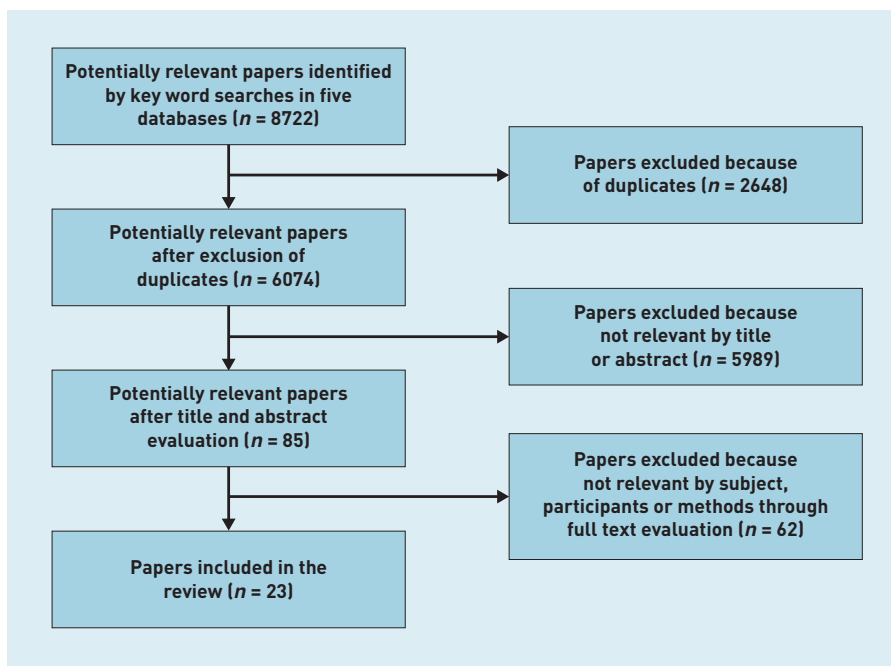 Potentially relevant papers identified
by key word searches in five
databases (n = 8722)
Papers excluded because
of duplicates (n = 2648)
Potentially relevant papers
after exclusion of
duplicates (n = 6074)
Papers excluded because
not relevant by title
or abstract (n = 5989)
Potentially relevant papers
after title and abstract
evaluation (n = 85)
Papers excluded because
not relevant by subject,
participants or methods through
full text evaluation (n = 62)
Papers included in the
review (n = 23)